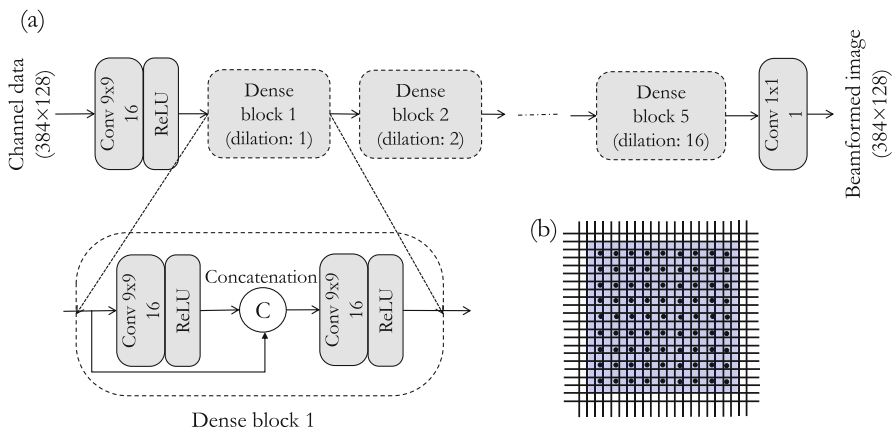 (a)
Channel data
(384×128)
Conv 9x9
16
ReLU
Dense
block 1
(dilation: 1)
Dense
block 2
(dilation: 2)
Dense
block 5
(dilation: 16)
Conv 1x1
1
Beamformed image
(384×128)
Conv 9x9
16
ReLU
Concatenation
C
Conv 9x9
16
ReLU
Dense block 1
(b)